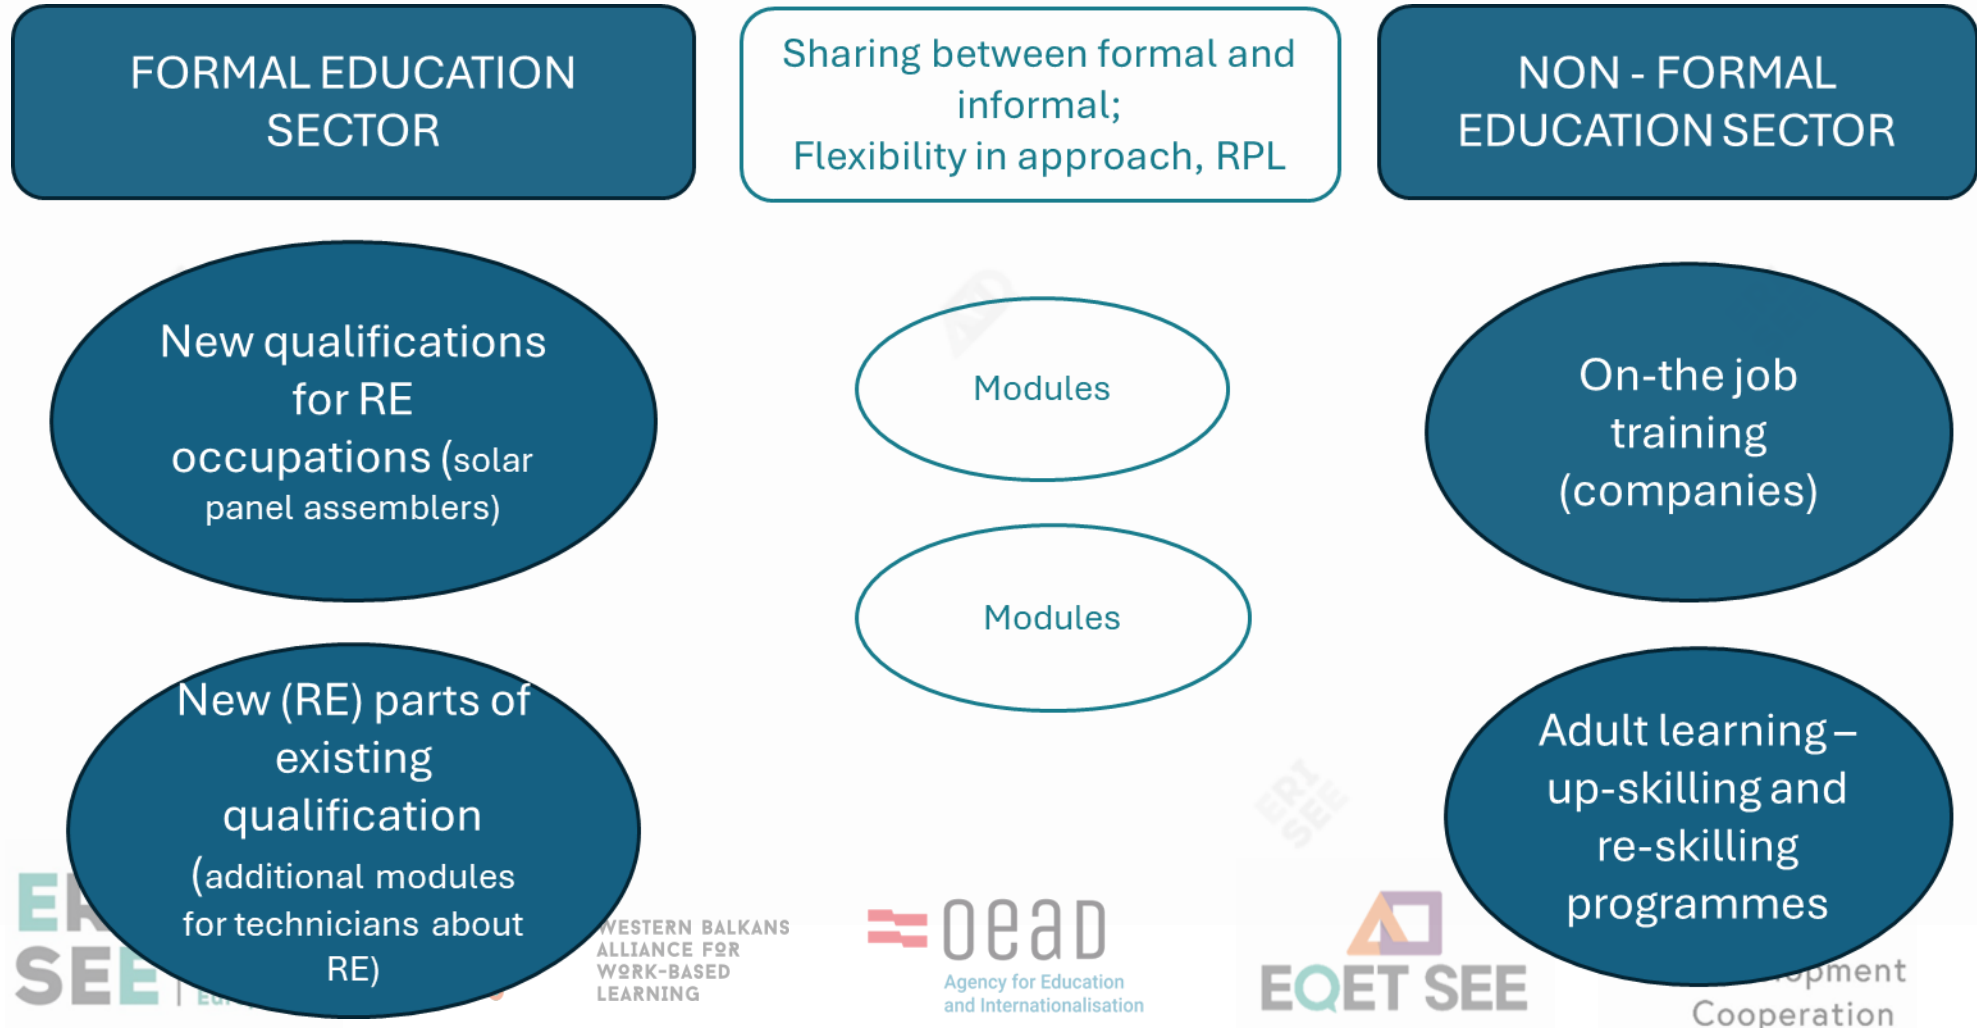 FORMAL EDUCATION
SECTOR
Sharing between formal and
informal;
Flexibility in approach, RPL
NON - FORMAL
EDUCATION SECTOR
New qualifications
for RE
occupations (solar
panel assemblers)
Modules
On-the job
training
(companies)
Modules
New (RE) parts of
existing
qualification
(additional modules
for technicians about
RE)
Adult learning –
up-skilling and
re-skilling
programmes
ERI
SEE
SEE
WESTERN BALKANS
ALLIANCE FOR
WORK-BASED
LEARNING
oead
Agency for Education
and Internationalisation
EQET SEE
Cooperation